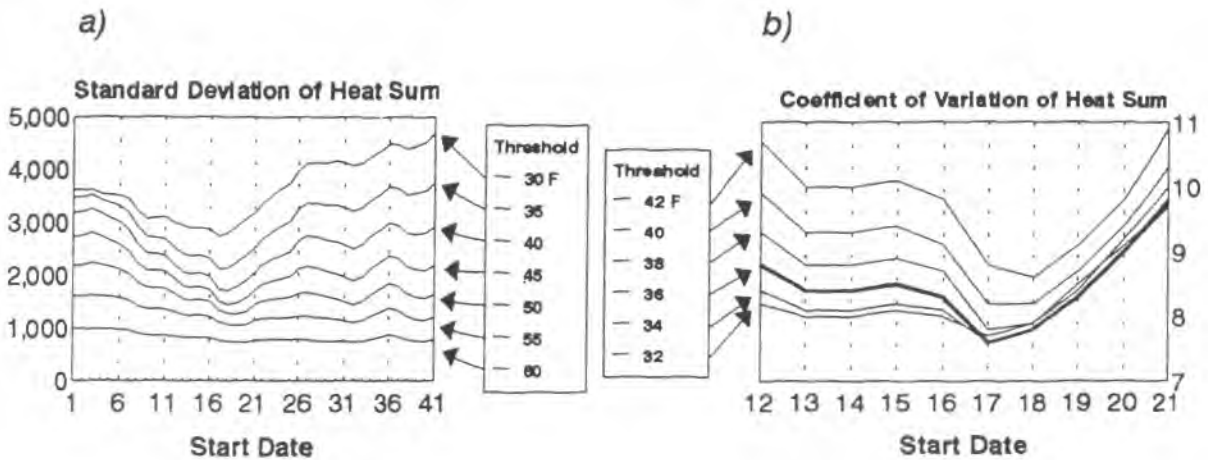 a)
Standard Deviation of Heat Sum
5,000
4,000
3,000
2,000
1,000
0
1 6 11 16 21 26 31 36 41
Start Date
Threshold
30 F
35
40
45
50
55
60
b)
Coefficient of Variation of Heat Sum
Threshold
42 F
40
38
36
34
32
11
10
9
8
7
12 13 14 15 16 17 18 19 20 21
Start Date